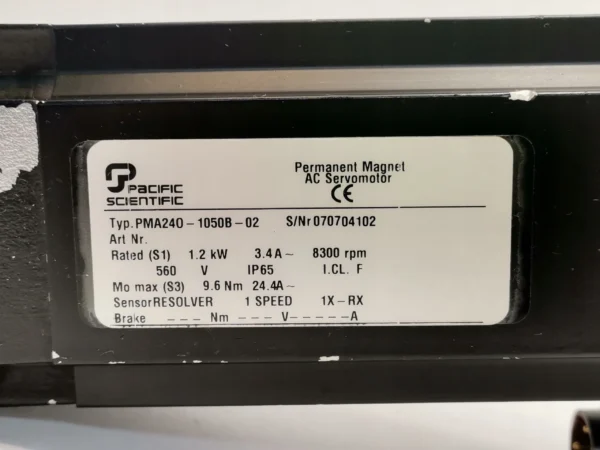 PACIFIC
SCIENTIFIC
Permanent Magnet
AC Servomotor
CE
Typ. PMA24O-1050B-02 S/Nr 070704102
Art Nr.
Rated (S1) 1.2 kW 3.4 A~ 8300 rpm
560 V IP65 I.CL. F
Mo max (S3) 9.6 Nm 24.4A~
Sensor RESOLVER 1 SPEED 1X-RX
Brake --- Nm --- V-----A